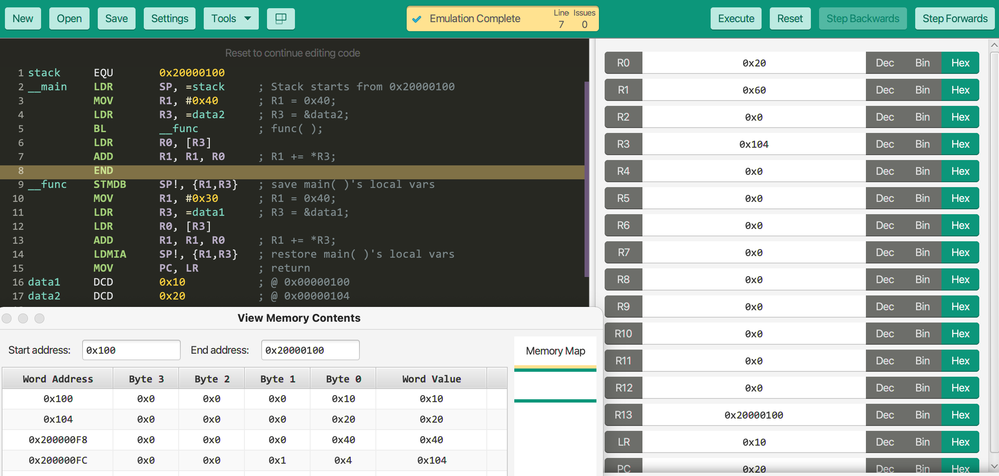 New Open Save Settings Tools Emulation Complete Line Issues 7 0 Execute Reset Step Backwards Step Forwards
Reset to continue editing code
1 stack EQU 0x20000100
2 __main LDR SP, =stack ; Stack starts from 0x20000100
3 MOV R1, #0x40 ; R1 = 0x40;
4 LDR R3, =data2 ; R3 = &data2;
5 BL __func ; func( );
6 LDR R0, [R3]
7 ADD R1, R1, R0 ; R1 += *R3;
8 END
9 __func STMDB SP!, {R1,R3} ; save main( )'s local vars
10 MOV R1, #0x30 ; R1 = 0x40;
11 LDR R3, =data1 ; R3 = &data1;
12 LDR R0, [R3]
13 ADD R1, R1, R0 ; R1 += *R3;
14 LDMIA SP!, {R1,R3} ; restore main( )'s local vars
15 MOV PC, LR ; return
16 data1 DCD 0x10 ; @ 0x00000100
17 data2 DCD 0x20 ; @ 0x00000104
View Memory Contents
Start address: 0x100 End address: 0x20000100
Memory Map
Word Address Byte 3 Byte 2 Byte 1 Byte 0 Word Value
0x100 0x0 0x0 0x0 0x10 0x10
0x104 0x0 0x0 0x0 0x20 0x20
0x200000F8 0x0 0x0 0x0 0x40 0x40
0x200000FC 0x0 0x0 0x1 0x4 0x104
R0 0x20 Dec Bin Hex
R1 0x60 Dec Bin Hex
R2 0x0 Dec Bin Hex
R3 0x104 Dec Bin Hex
R4 0x0 Dec Bin Hex
R5 0x0 Dec Bin Hex
R6 0x0 Dec Bin Hex
R7 0x0 Dec Bin Hex
R8 0x0 Dec Bin Hex
R9 0x0 Dec Bin Hex
R10 0x0 Dec Bin Hex
R11 0x0 Dec Bin Hex
R12 0x0 Dec Bin Hex
R13 0x20000100 Dec Bin Hex
LR 0x10 Dec Bin Hex
PC 0x20 Dec Bin Hex